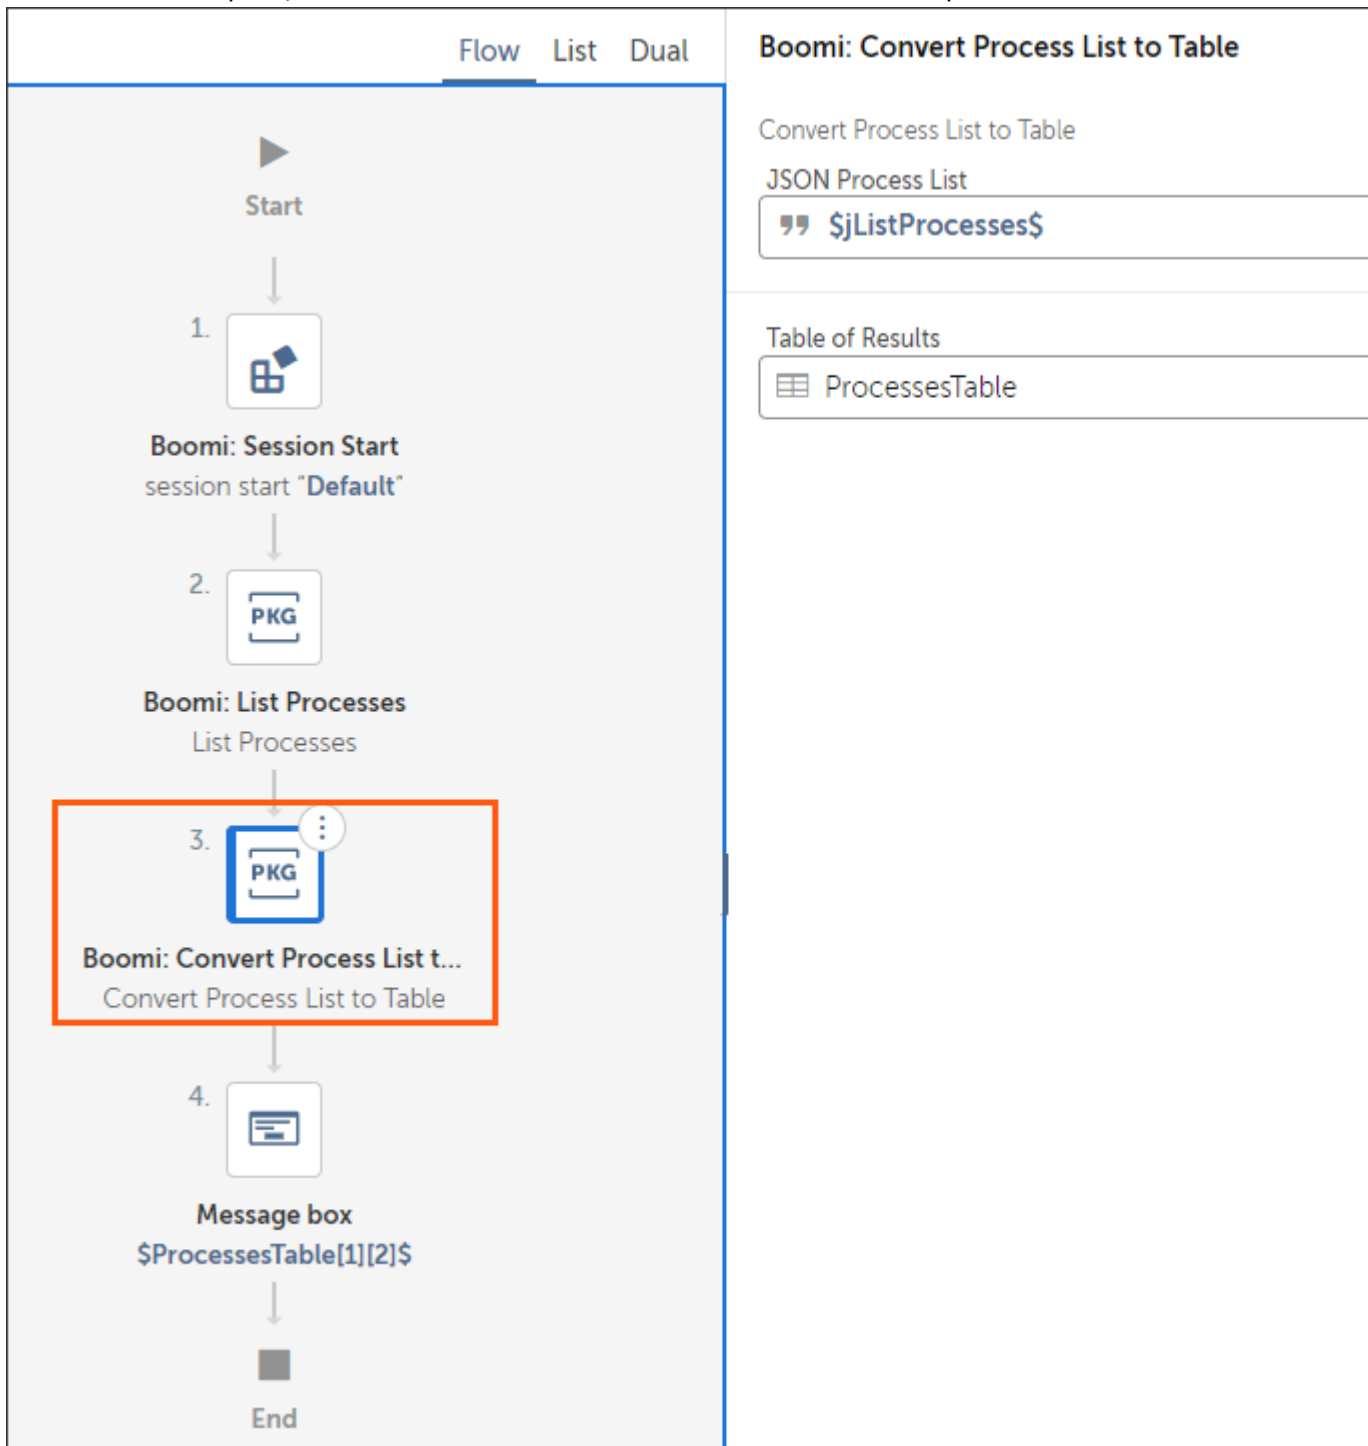 Flow List Dual
Start
1.
Boomi: Session Start
session start “Default”
2.
PKG
Boomi: List Processes
List Processes
3.
PKG
Boomi: Convert Process List t...
Convert Process List to Table
4.
Message box
$ProcessesTable[1][2]$
End
Boomi: Convert Process List to Table
Convert Process List to Table
JSON Process List
$jListProcesses$
Table of Results
ProcessesTable